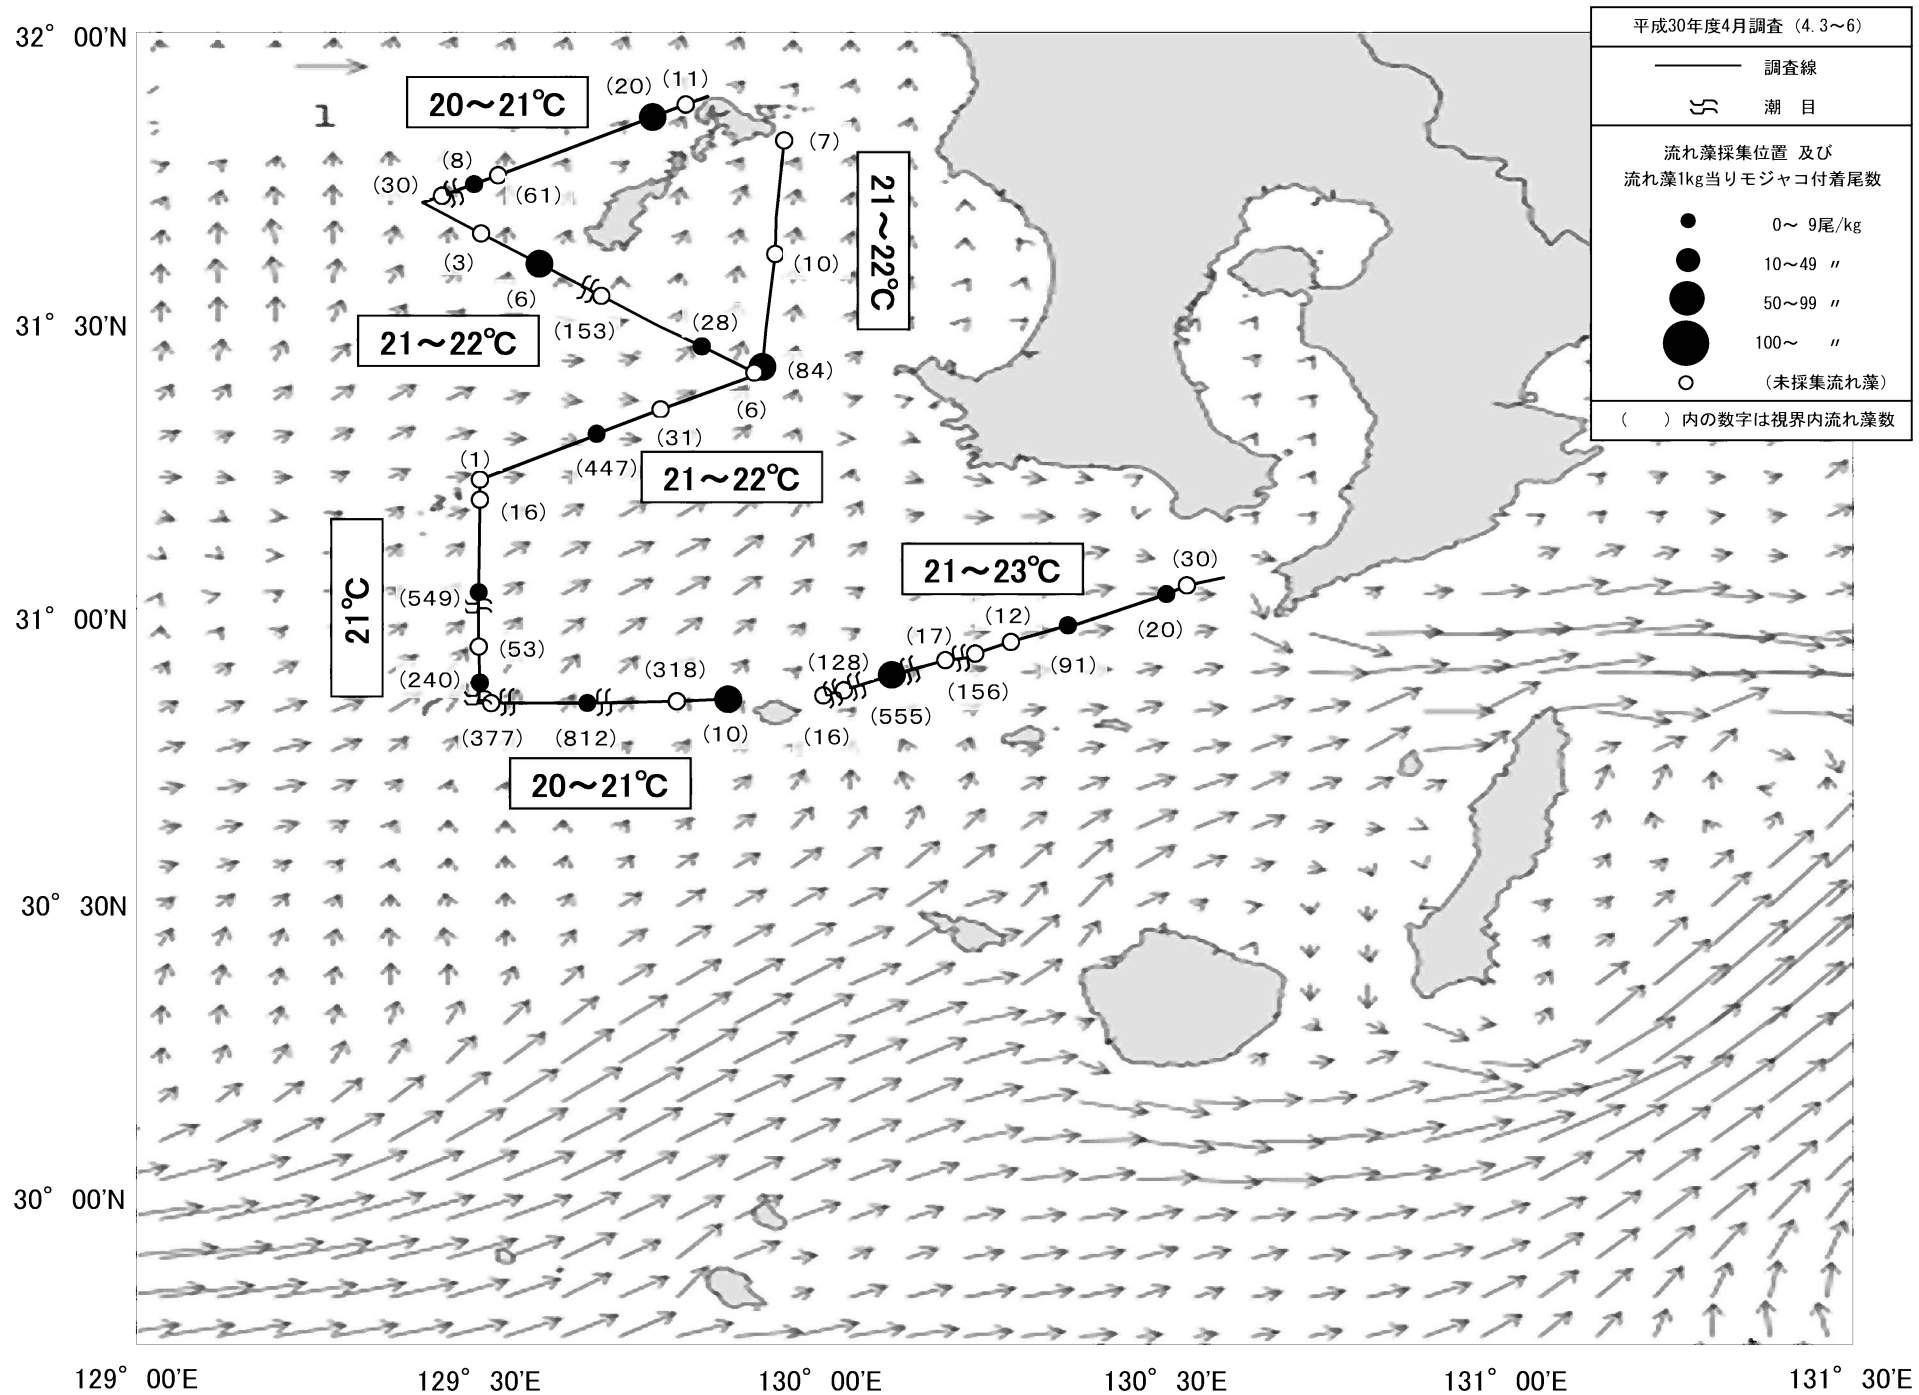 平成30年度4月調査（4.3～6）
調査線
潮　目
流れ藻採集位置 及び
流れ藻1kg当りモジャコ付着尾数
0～ 9尾/kg
10～49 〃
50～99 〃
100～ 〃
（未採集流れ藻）
（　　）内の数字は視界内流れ藻数
32° 00'N
31° 30'N
31° 00'N
30° 30N
30° 00'N
129° 00'E
129° 30'E
130° 00'E
130° 30'E
131° 00'E
131° 30'E
1
20～21℃
(20)
(11)
(7)
(8)
(30)
(61)
21～22℃
(3)
(10)
(6)
(153)
(28)
21～22℃
(84)
(6)
(31)
(447)
21～22℃
(1)
(16)
21℃
(549)
(53)
(240)
(318)
(377)
(812)
(10)
20～21℃
21～23℃
(30)
(12)
(20)
(17)
(91)
(128)
(156)
(555)
(16)